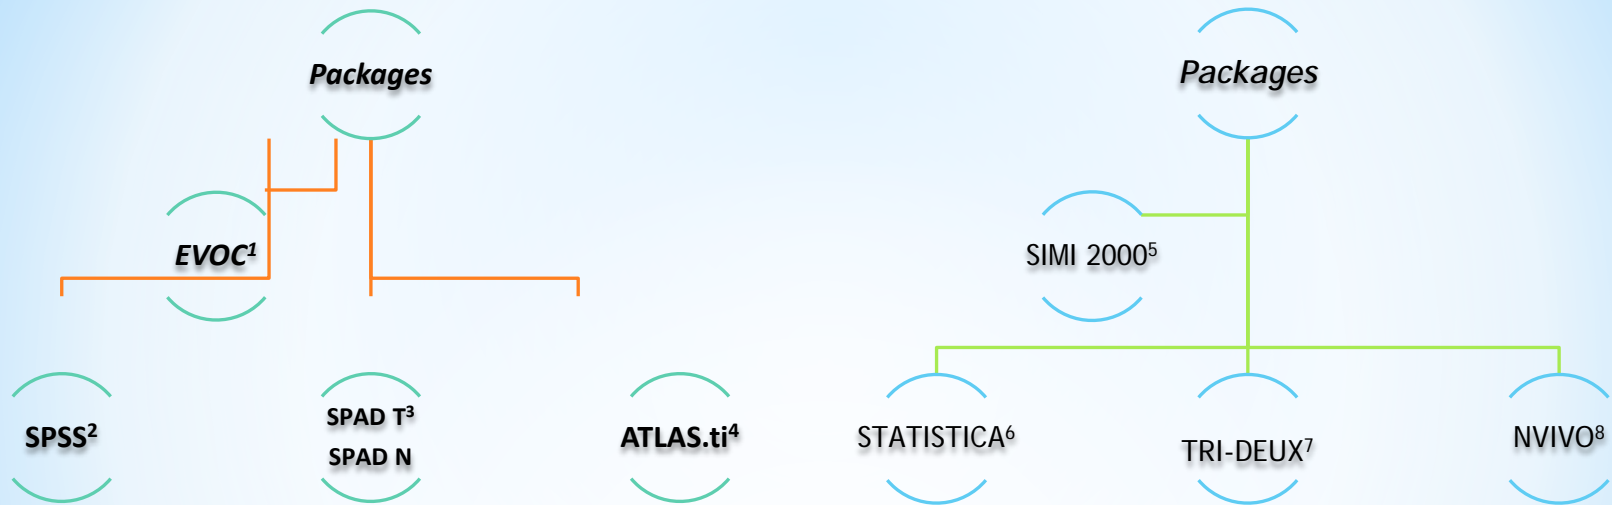 Packages
EVOC¹
SPSS²
SPAD T³
SPAD N
ATLAS.ti⁴
Packages
SIMI 2000⁵
STATISTICA⁶
TRI-DEUX⁷
NVIVO⁸